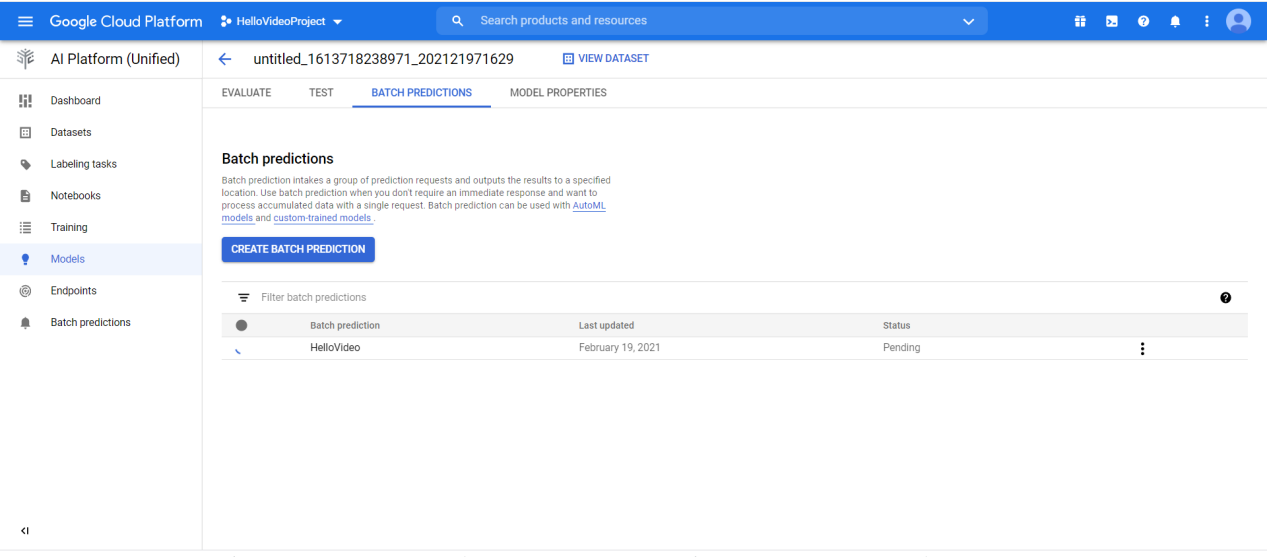 Google Cloud Platform HelloVideoProject Search products and resources
AI Platform (Unified)
Dashboard
Datasets
Labeling tasks
Notebooks
Training
Models
Endpoints
Batch predictions
untitled_1613718238971_202121971629 VIEW DATASET
EVALUATE TEST BATCH PREDICTIONS MODEL PROPERTIES
Batch predictions
Batch prediction intakes a group of prediction requests and outputs the results to a specified
location. Use batch prediction when you don't require an immediate response and want to
process accumulated data with a single request. Batch prediction can be used with AutoML
models and custom-trained models .
CREATE BATCH PREDICTION
Filter batch predictions
Batch prediction Last updated Status
HelloVideo February 19, 2021 Pending